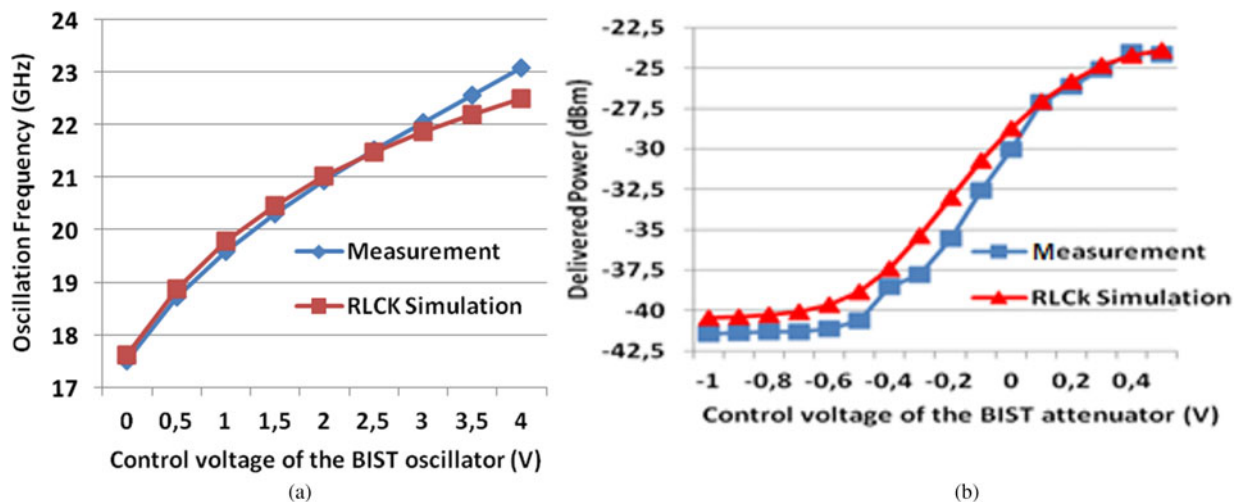 24
23
22
21
20
19
18
17
Oscillation Frequency (GHz)
Measurement
RLCK Simulation
0 0,5 1 1,5 2 2,5 3 3,5 4
Control voltage of the BIST oscillator (V)
(a)
-22,5
-25
-27,5
-30
-32,5
-35
-37,5
-40
-42,5
Delivered Power (dBm)
Measurement
RLCk Simulation
-1 -0,8 -0,6 -0,4 -0,2 0 0,2 0,4
Control voltage of the BIST attenuator (V)
(b)